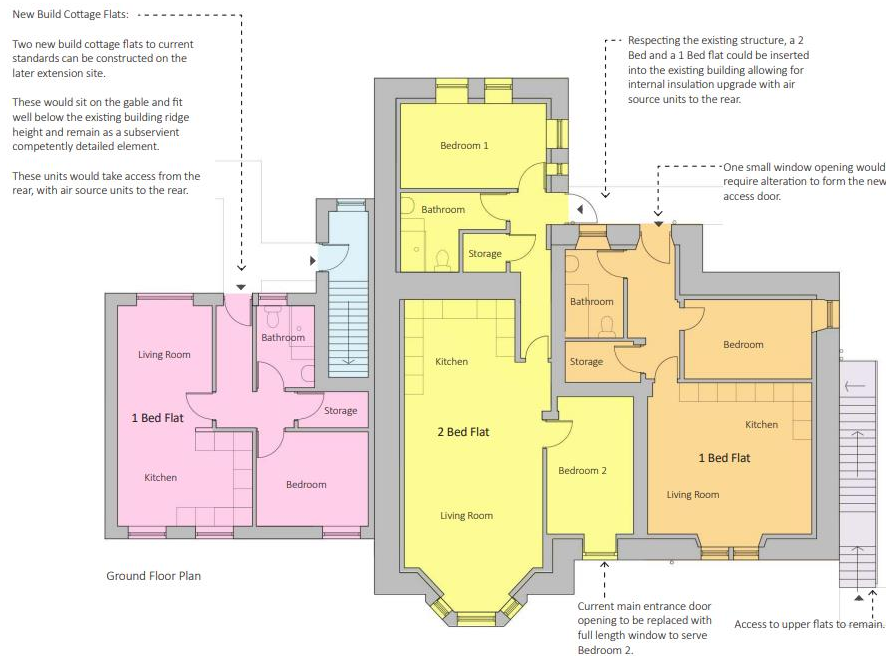 New Build Cottage Flats:
Two new build cottage flats to current
standards can be constructed on the
later extension site.
These would sit on the gable and fit
well below the existing building ridge
height and remain as a subservient
competently detailed element.
These units would take access from the
rear, with air source units to the rear.
Respecting the existing structure, a 2
Bed and a 1 Bed flat could be inserted
into the existing building allowing for
internal insulation upgrade with air
source units to the rear.
One small window opening would
require alteration to form the new
access door.
Bedroom 1
Bathroom
Storage
Bathroom
Storage
Bedroom
Kitchen
1 Bed Flat
Living Room
Kitchen
2 Bed Flat
Living Room
Bedroom 2
Living Room
Bathroom
1 Bed Flat
Storage
Kitchen
Bedroom
Ground Floor Plan
Current main entrance door
opening to be replaced with
full length window to serve
Bedroom 2.
Access to upper flats to remain.